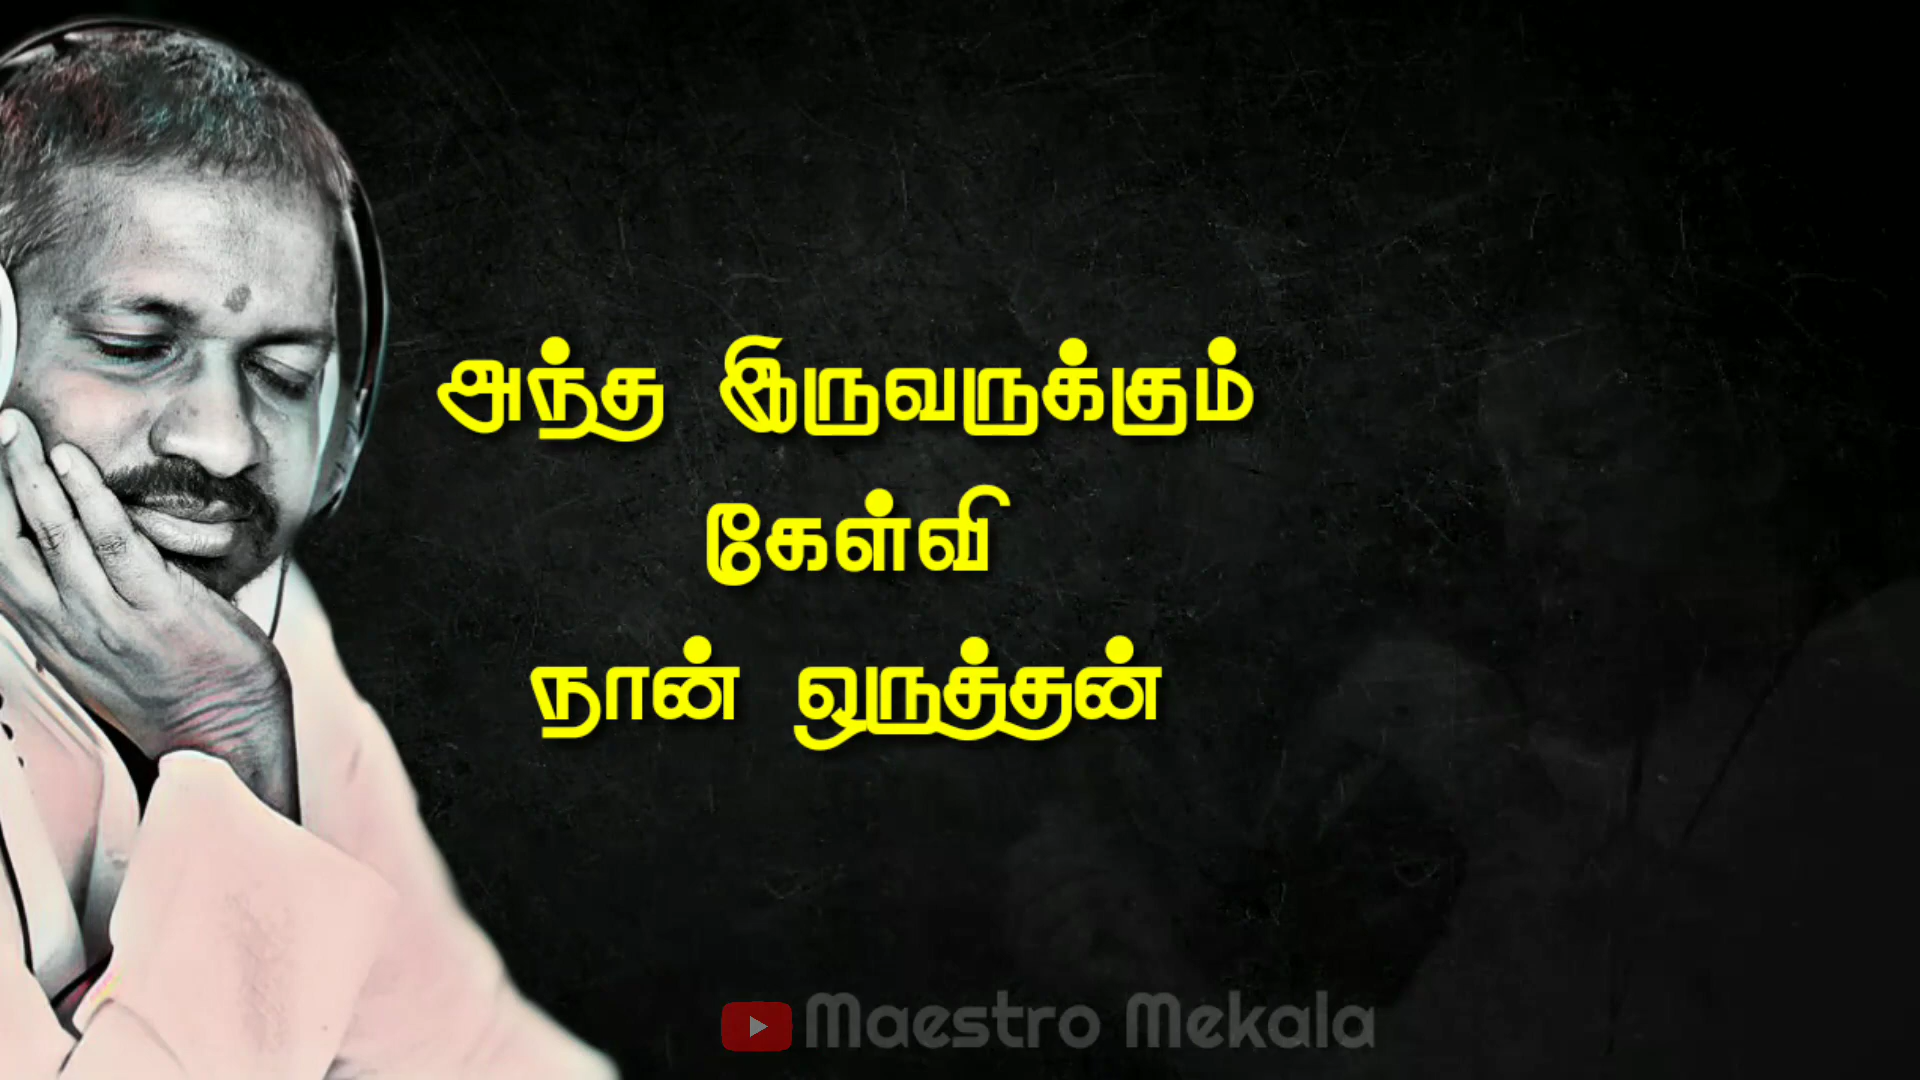 அந்த இருவருக்கும்
கேள்வி
நான் ஒருத்தன்
Maestro Mekala